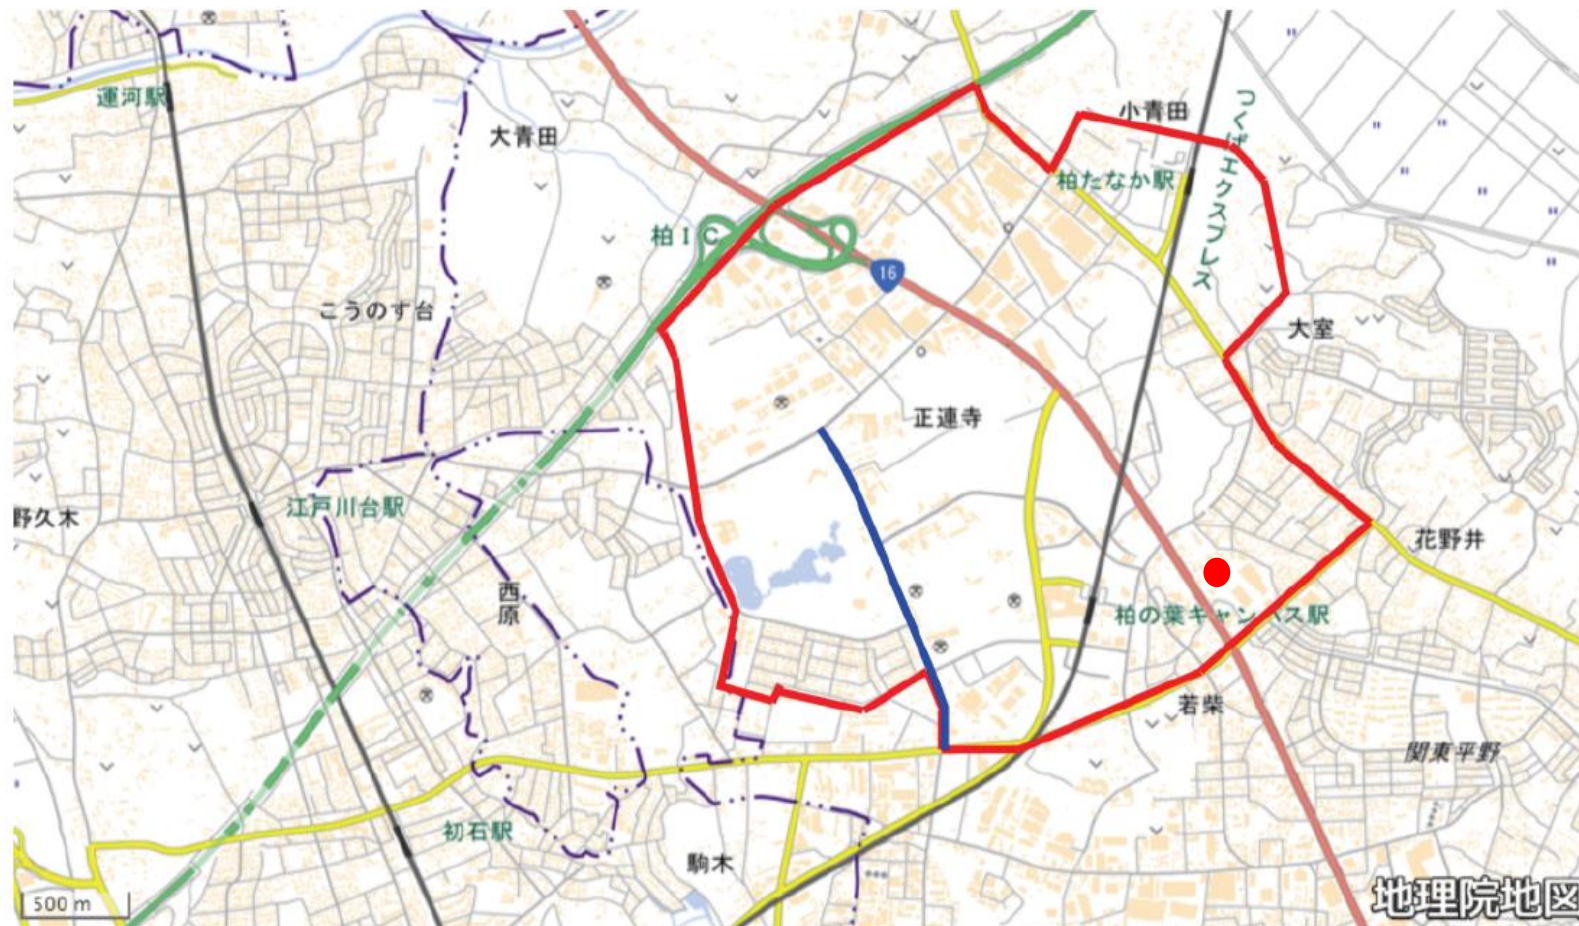 運河駅
大青田
小青田
つくばエクスプレス
柏たなか駅
柏IC
16
こうのす台
大室
正連寺
江戸川台駅
野久木
花野井
西原
柏の葉キャンパス駅
若柴
関東平野
初石駅
駒木
500 m
地理院地図